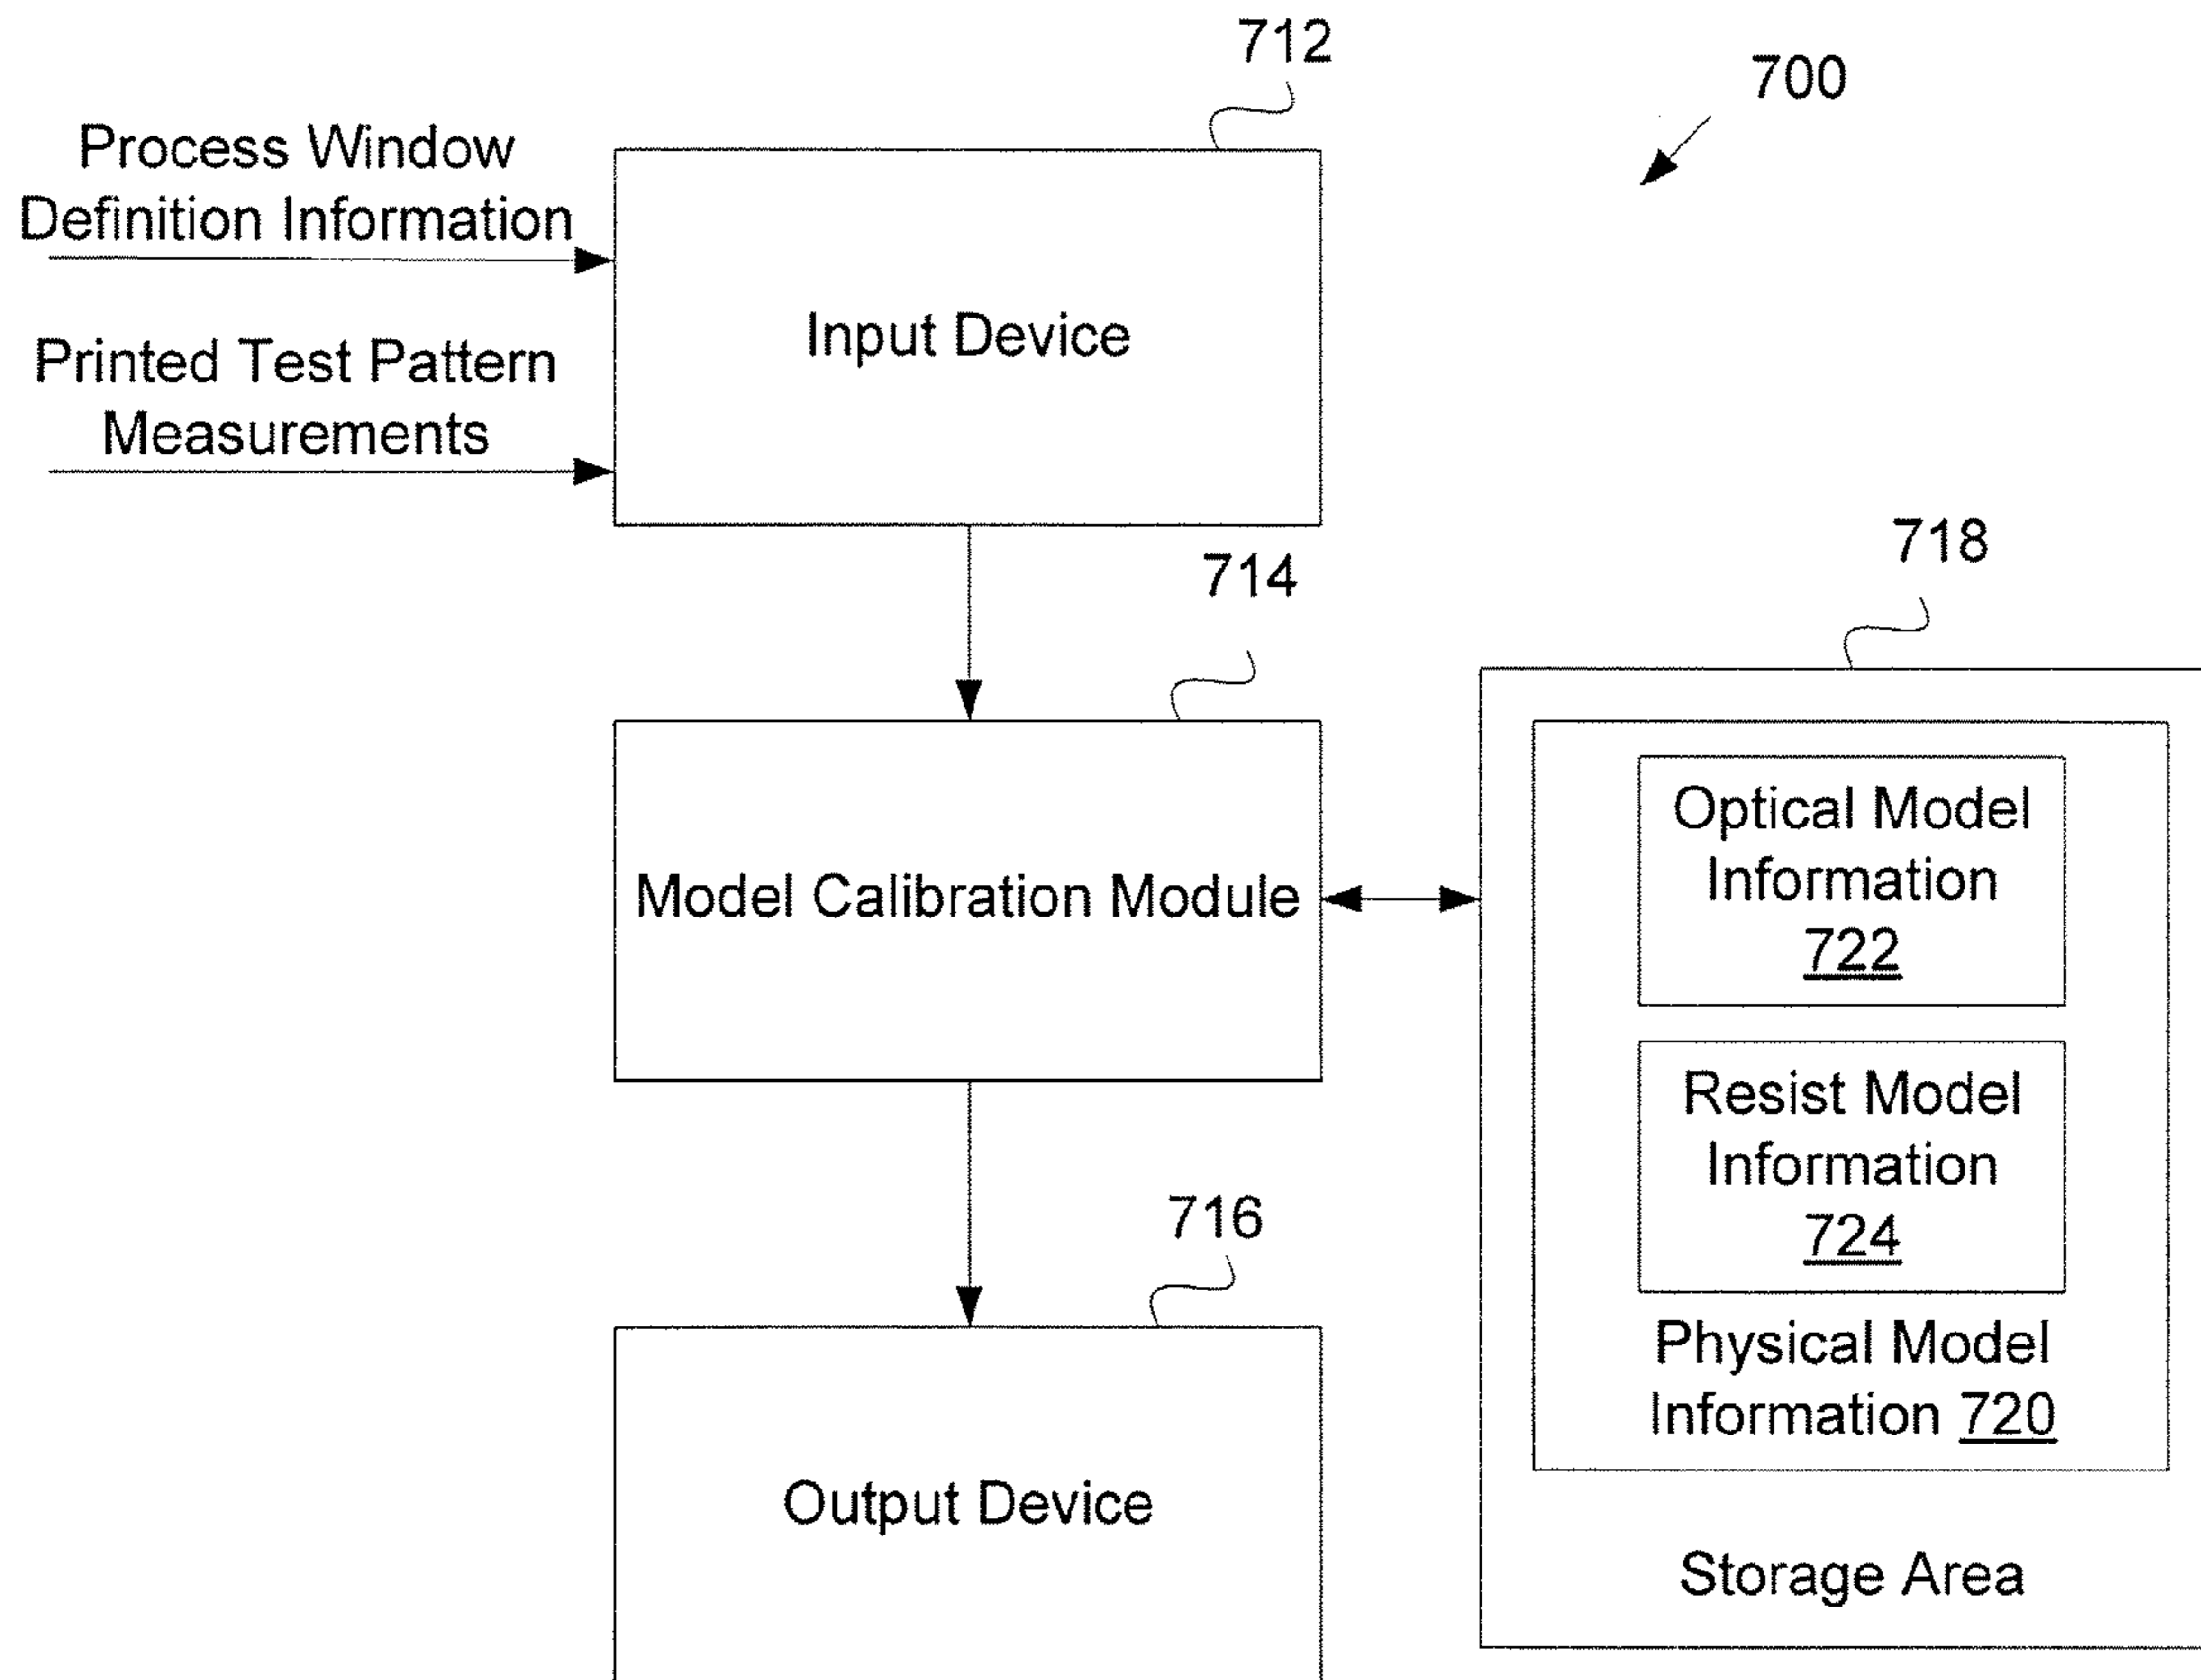 712
700
Process Window
Definition Information
Input Device
Printed Test Pattern
Measurements
718
714
Optical Model
Information
722
Model Calibration Module
Resist Model
Information
724
716
Physical Model
Information 720
Output Device
Storage Area